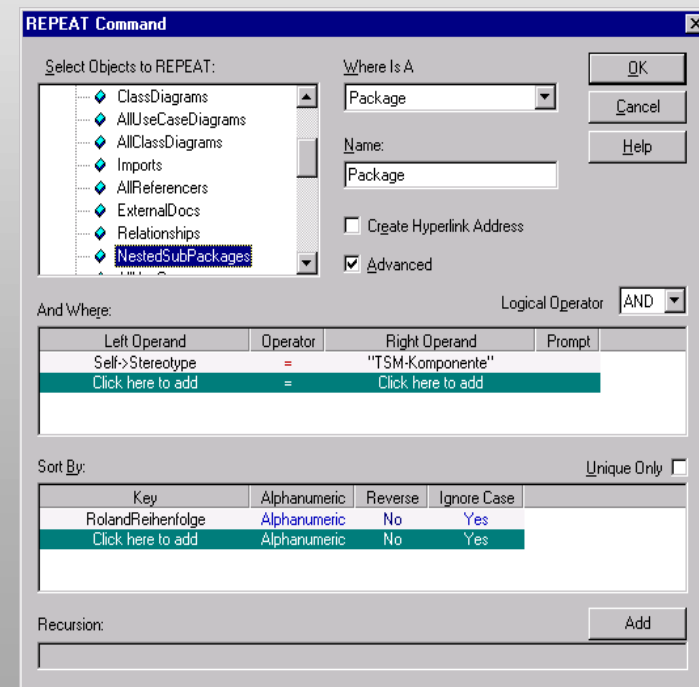 REPEAT Command
Select Objects to REPEAT:
ClassDiagrams
AllUseCaseDiagrams
AllClassDiagrams
Imports
AllReferencers
ExternalDocs
Relationships
NestedSubPackages
Where Is A
Package
Name:
Package
Create Hyperlink Address
Advanced
OK
Cancel
Help
Logical Operator AND
And Where:
Left Operand Operator Right Operand Prompt
Self->Stereotype = "TSM-Komponente"
Click here to add = Click here to add
Sort By: Unique Only
Key Alphanumeric Reverse Ignore Case
RolandReihenfolge Alphanumeric No Yes
Click here to add Alphanumeric No Yes
Recursion: Add